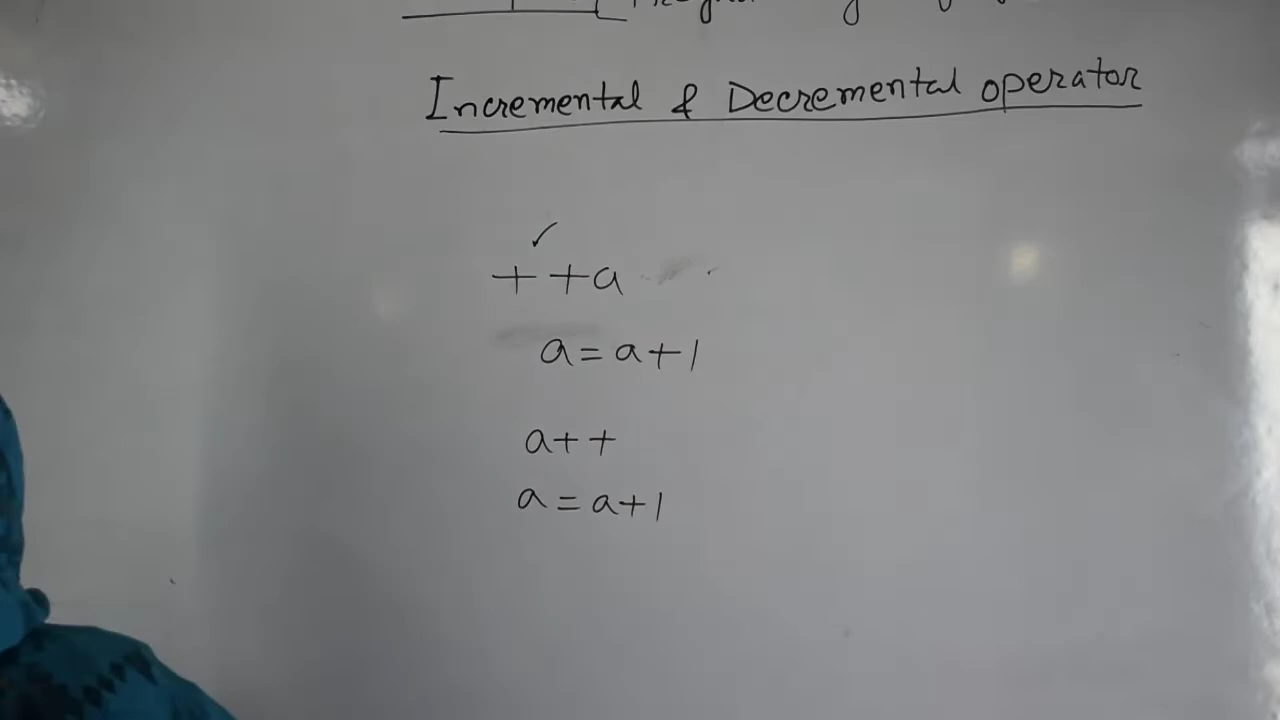 Incremental & Decremental operator
++a
a=a+1
a++
a=a+1